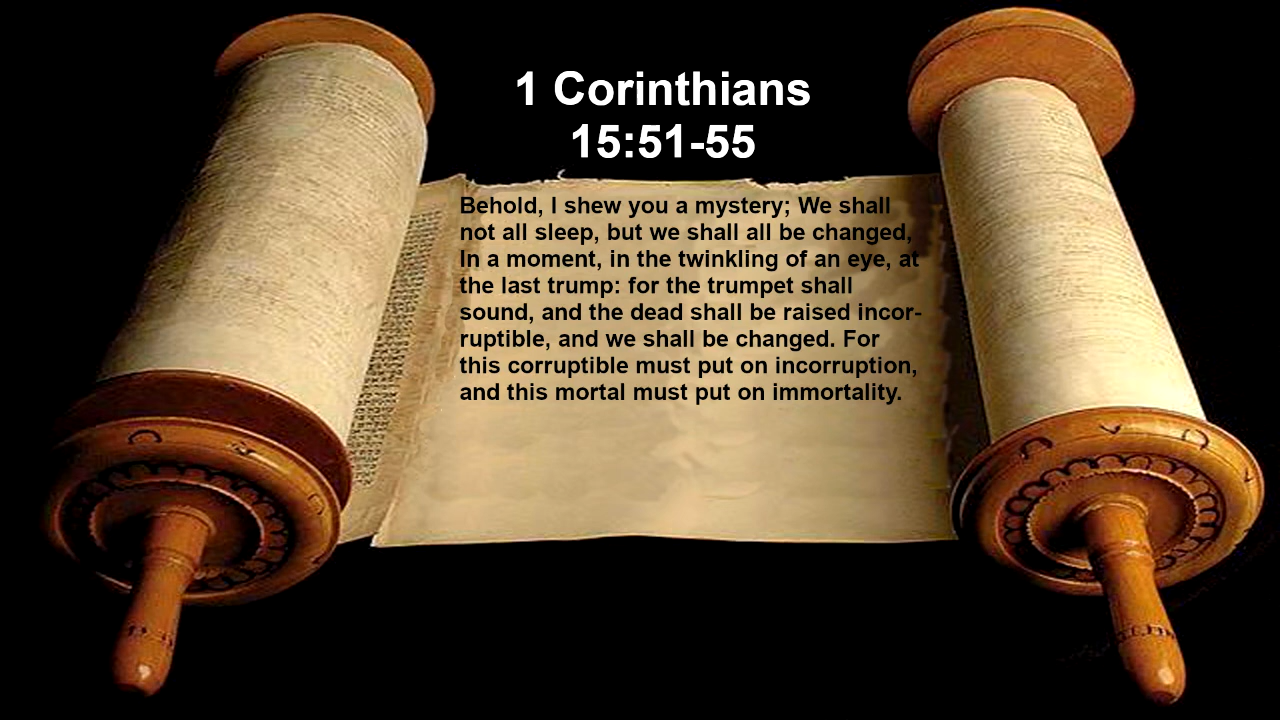 1 Corinthians
15:51-55
Behold, I shew you a mystery; We shall
not all sleep, but we shall all be changed,
In a moment, in the twinkling of an eye, at
the last trump: for the trumpet shall
sound, and the dead shall be raised incor-
ruptible, and we shall be changed. For
this corruptible must put on incorruption,
and this mortal must put on immortality.